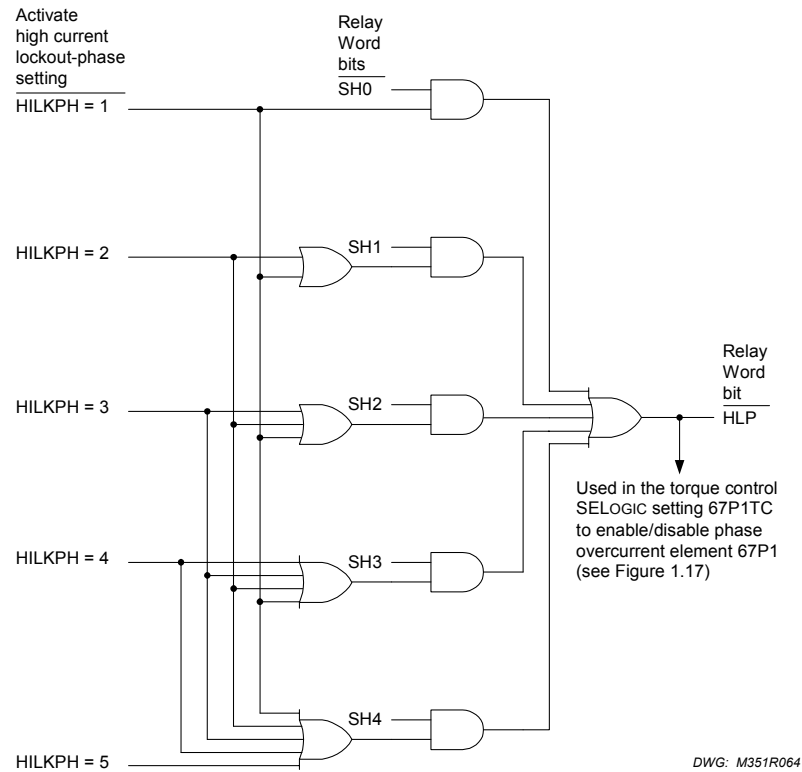 Activate
high current
lockout-phase
setting
HILKPH = 1
Relay
Word
bits
SH0
HILKPH = 2
SH1
HILKPH = 3
SH2
Relay
Word
bit
HLP
Used in the torque control
SELOGIC setting 67P1TC
to enable/disable phase
overcurrent element 67P1
(see Figure 1.17)
HILKPH = 4
SH3
SH4
HILKPH = 5
DWG: M351R064